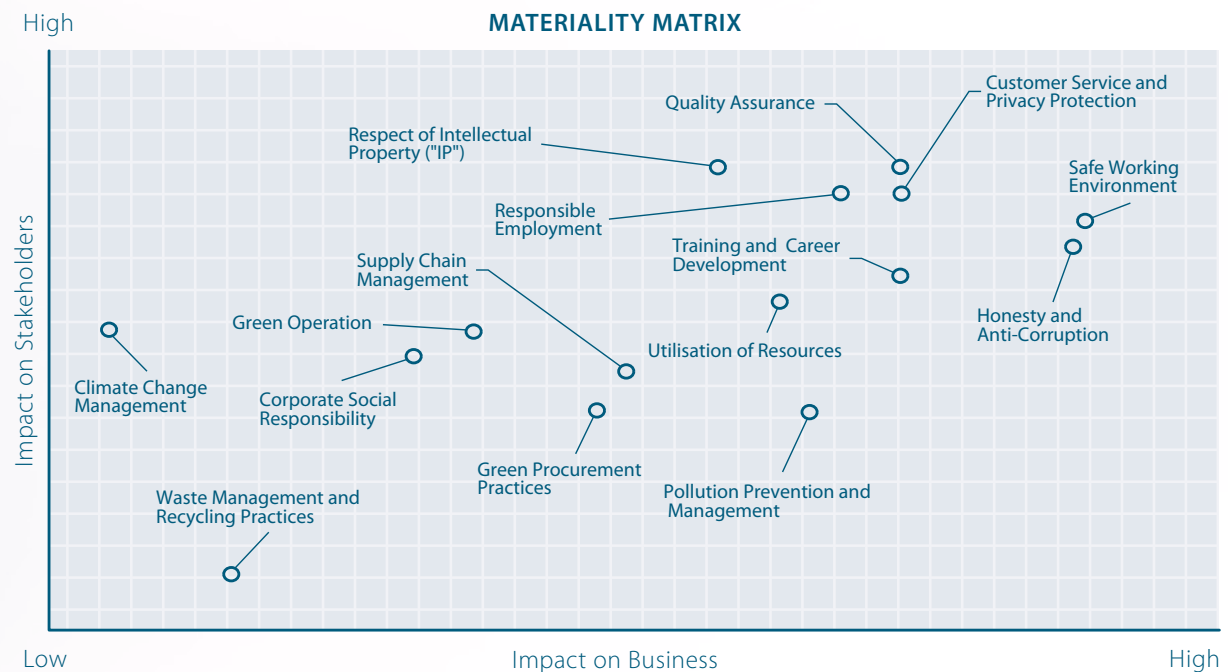 High
MATERIALITY MATRIX
Customer Service and
Privacy Protection
Quality Assurance
Respect of Intellectual
Property ("IP")
Safe Working
Environment
Responsible
Employment
Training and Career
Development
Supply Chain
Management
Honesty and
Anti-Corruption
Green Operation
Utilisation of Resources
Climate Change
Management
Corporate Social
Responsibility
Green Procurement
Practices
Pollution Prevention and
Management
Waste Management and
Recycling Practices
Impact on Stakeholders
Low
Impact on Business
High